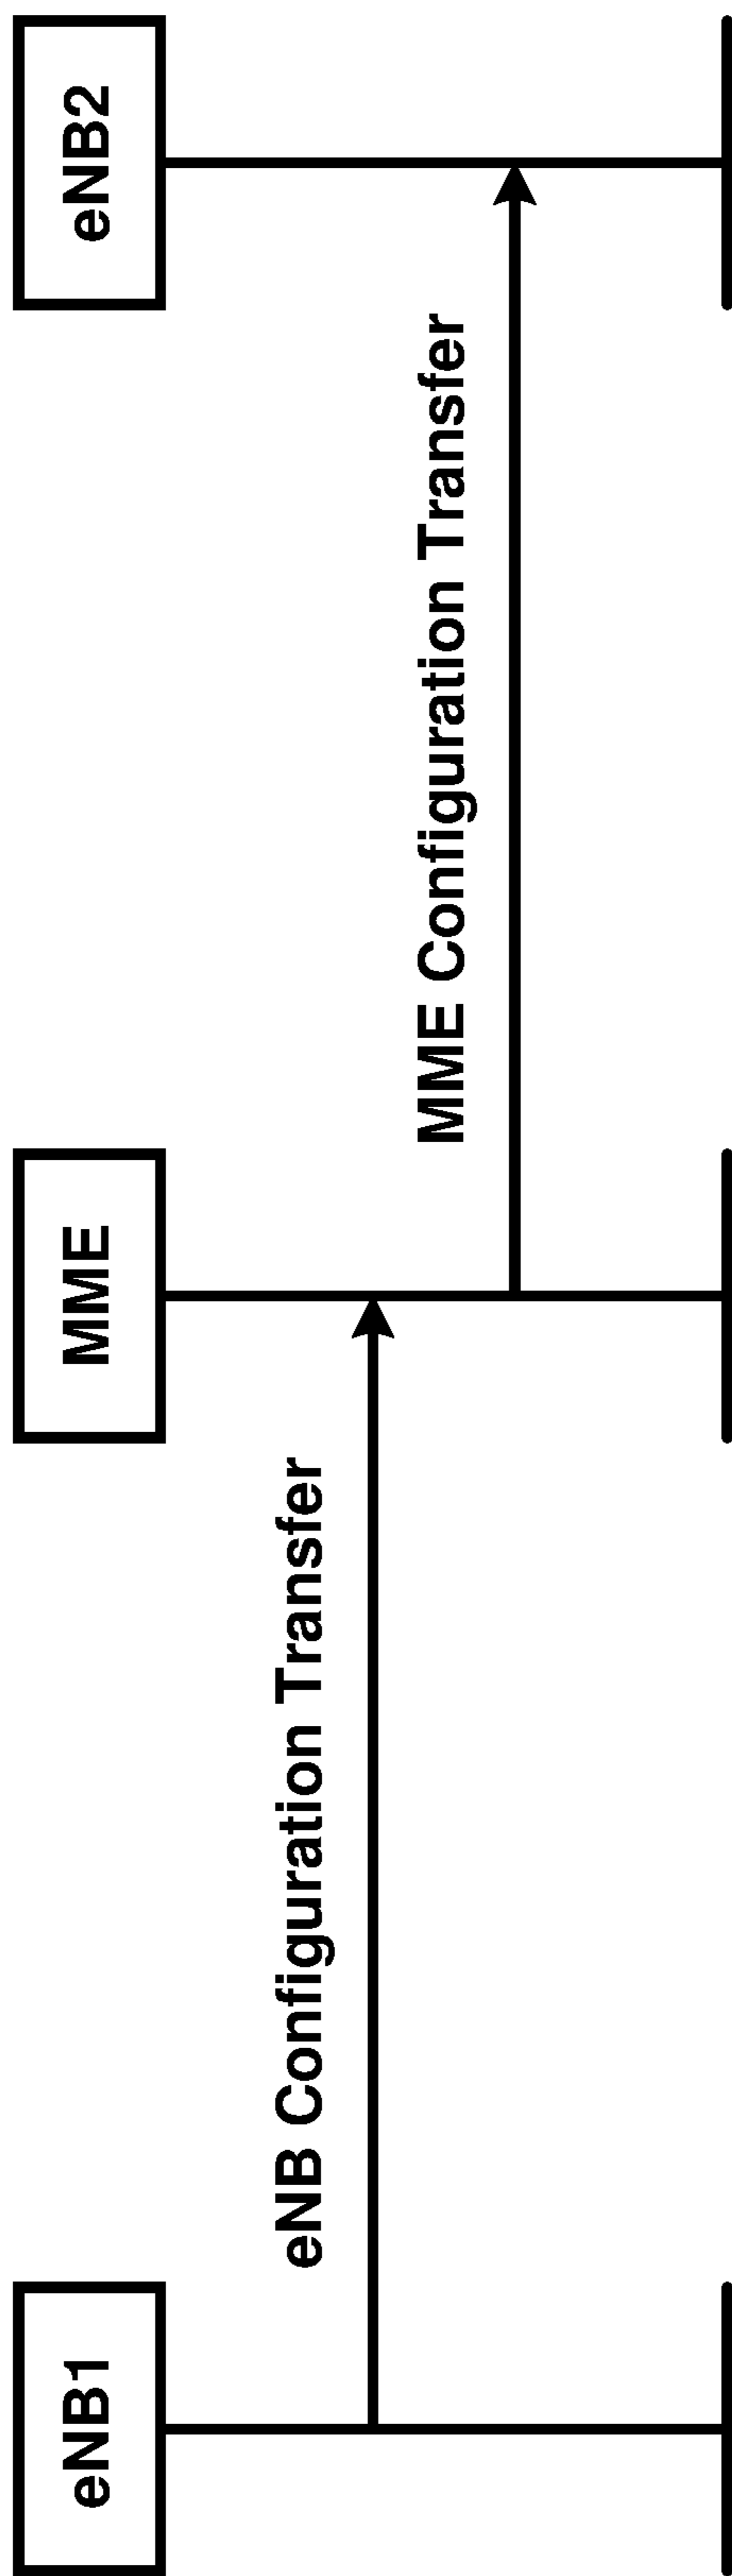 eNB1
MME
eNB2
eNB Configuration Transfer
MME Configuration Transfer